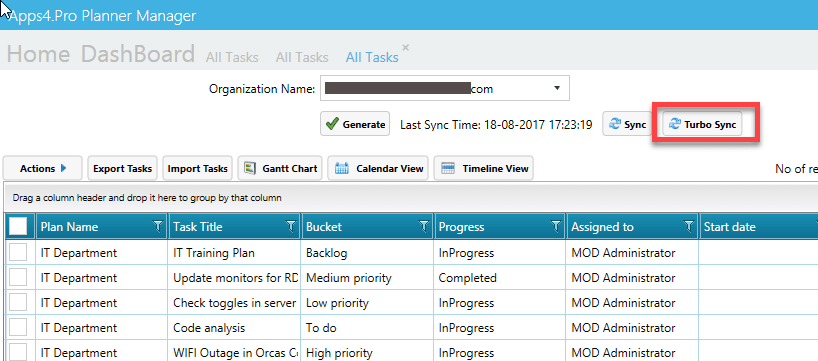 Apps4.Pro Planner Manager
Home DashBoard All Tasks All Tasks All Tasks ×
Organization Name: com
Generate Last Sync Time: 18-08-2017 17:23:19 Sync Turbo Sync
Actions Export Tasks Import Tasks Gantt Chart Calendar View Timeline View No of re
Drag a column header and drop it here to group by that column
Plan Name Task Title Bucket Progress Assigned to Start date
IT Department IT Training Plan Backlog InProgress MOD Administrator
IT Department Update monitors for RD Medium priority Completed MOD Administrator
IT Department Check toggles in server Low priority InProgress MOD Administrator
IT Department Code analysis To do InProgress MOD Administrator
IT Department WIFI Outage in Orcas Co High priority InProgress MOD Administrator